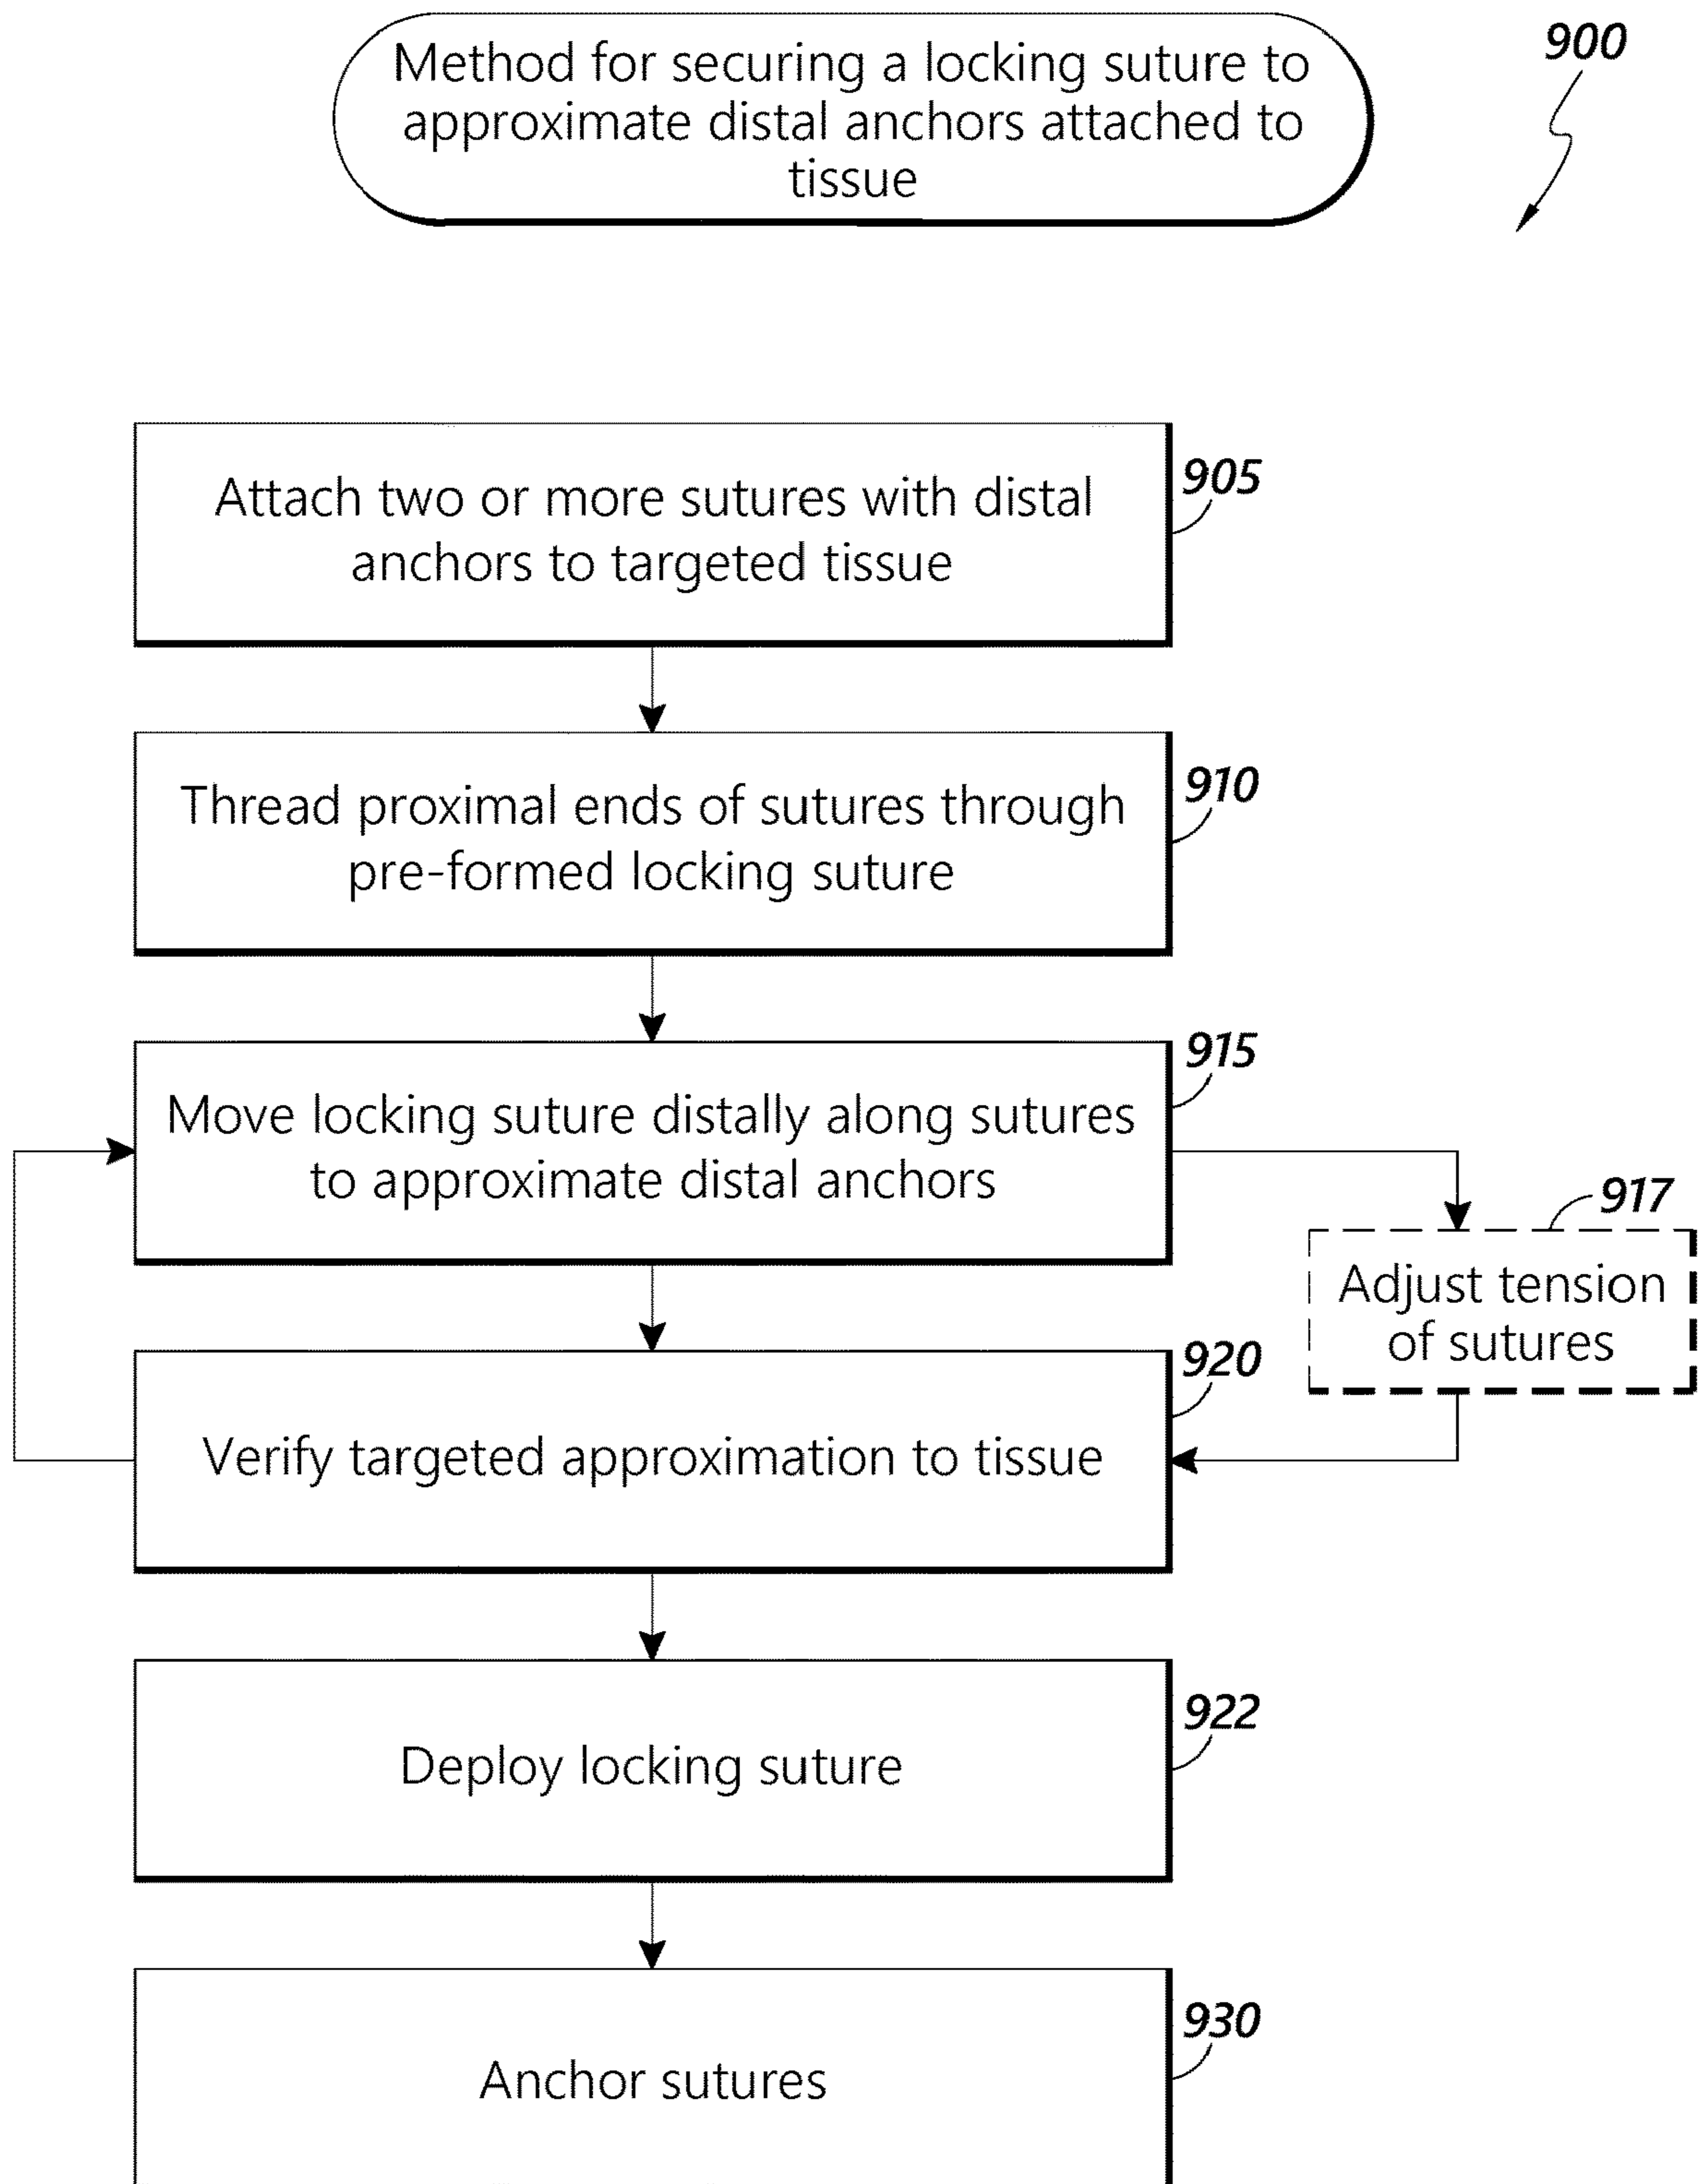 Method for securing a locking suture to
approximate distal anchors attached to
tissue
900
Attach two or more sutures with distal
anchors to targeted tissue
905
Thread proximal ends of sutures through
pre-formed locking suture
910
Move locking suture distally along sutures
to approximate distal anchors
915
Adjust tension
of sutures
917
Verify targeted approximation to tissue
920
Deploy locking suture
922
Anchor sutures
930